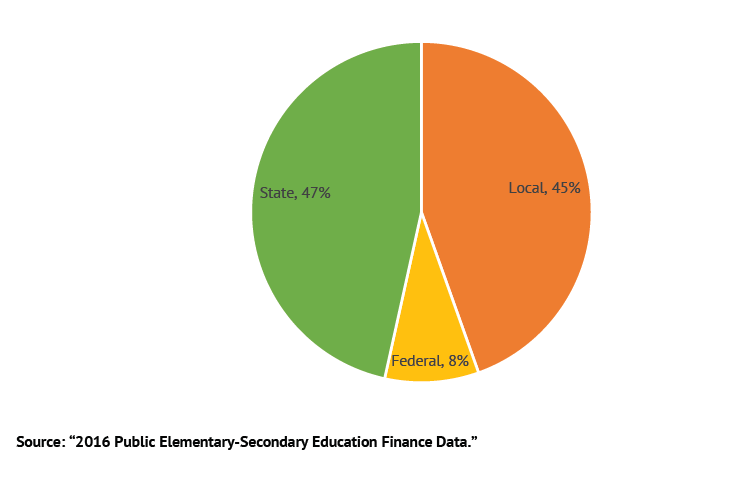 Local, 45%
State, 47%
Federal, 8%
Source: “2016 Public Elementary-Secondary Education Finance Data.”